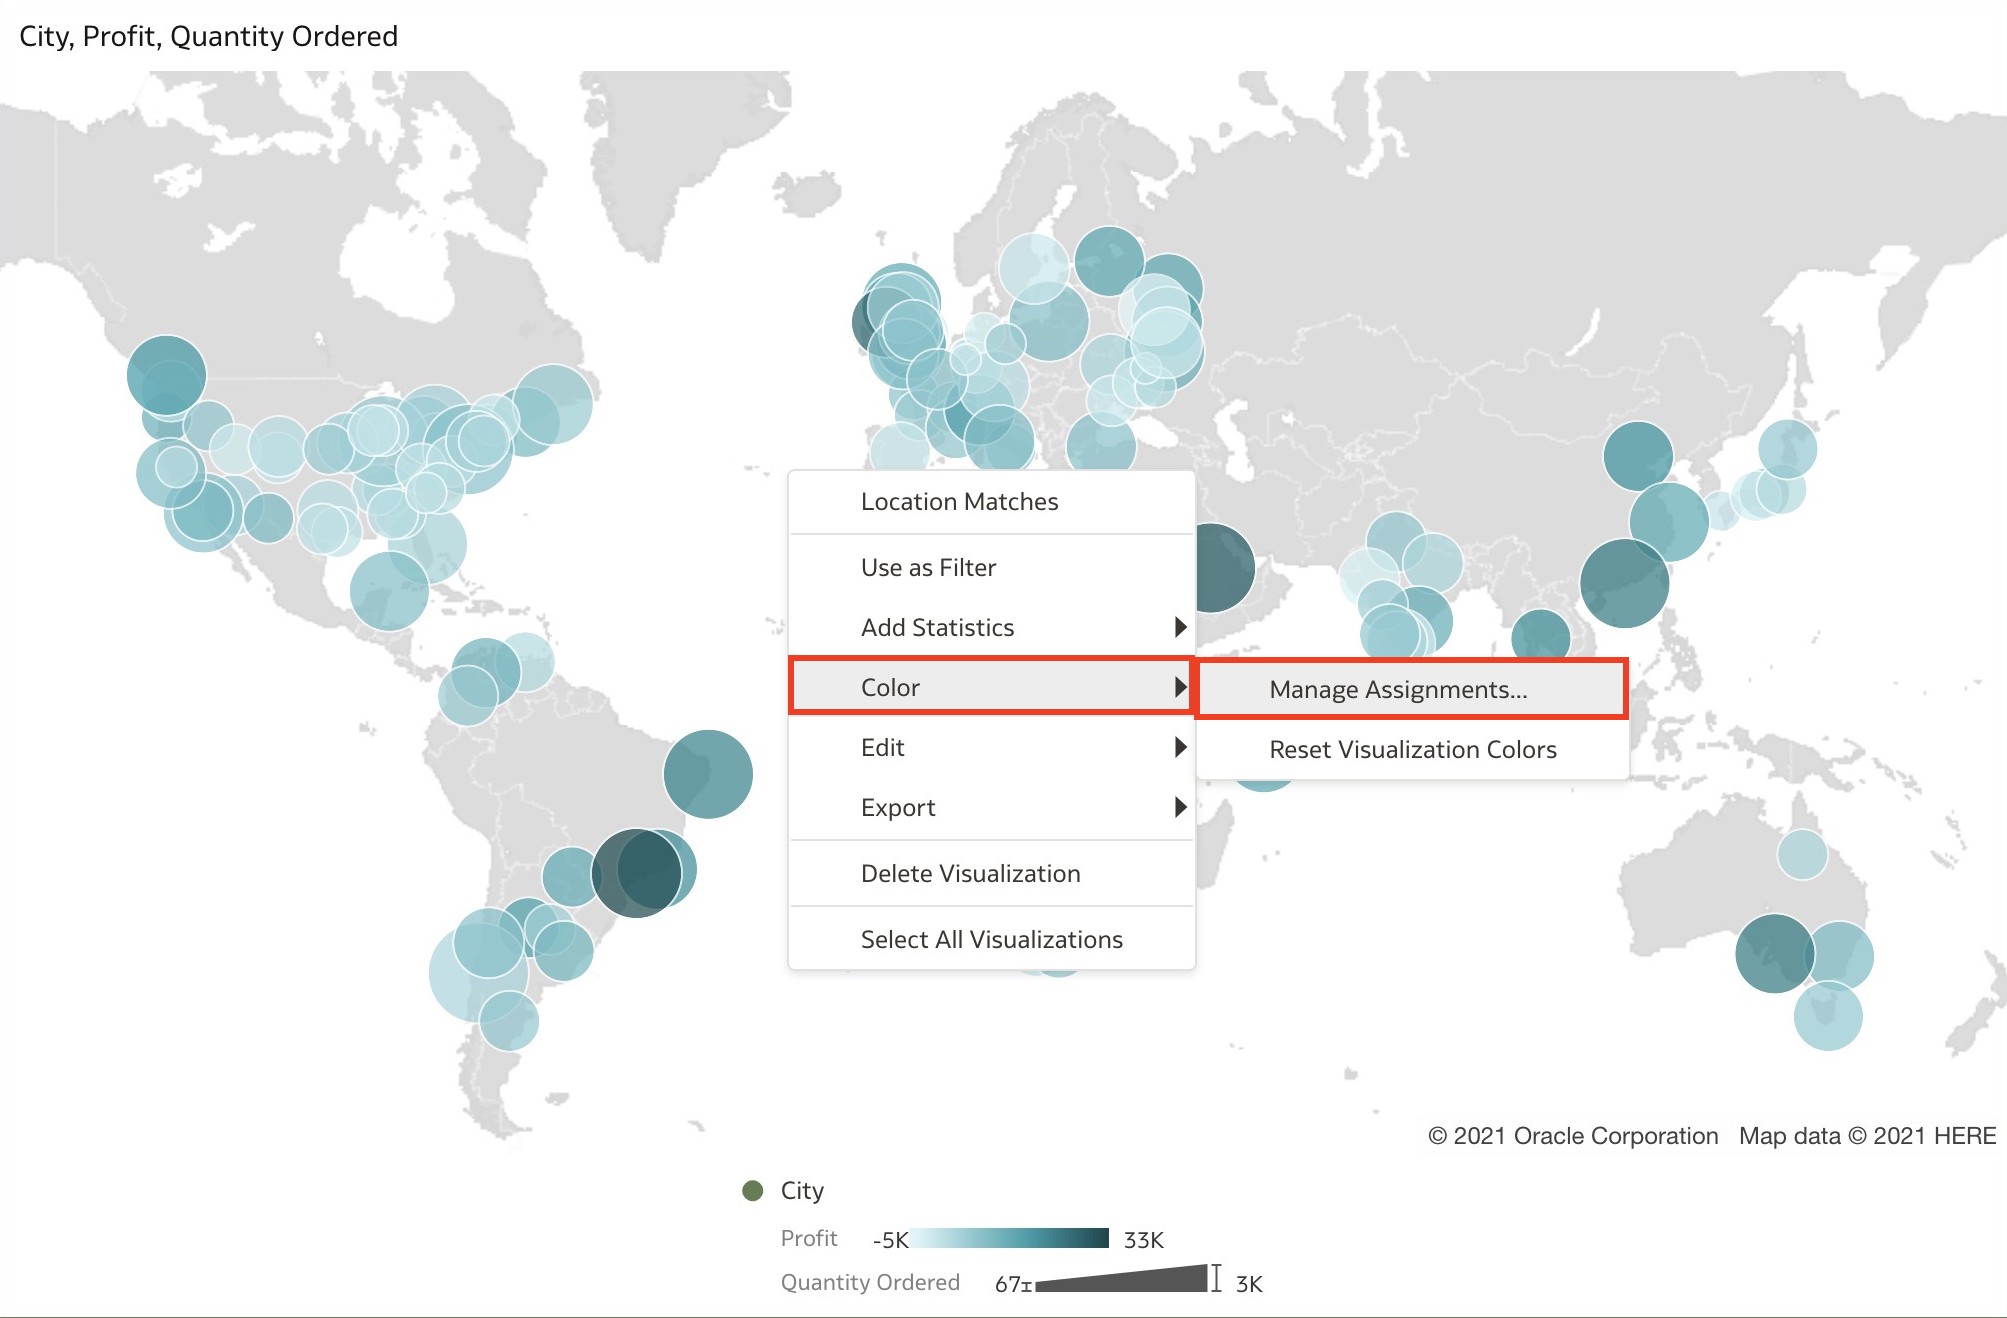 City, Profit, Quantity Ordered
Location Matches
Use as Filter
Add Statistics
Color
Manage Assignments...
Edit
Reset Visualization Colors
Export
Delete Visualization
Select All Visualizations
© 2021 Oracle Corporation Map data © 2021 HERE
City
Profit -5K 33K
Quantity Ordered 67 3K